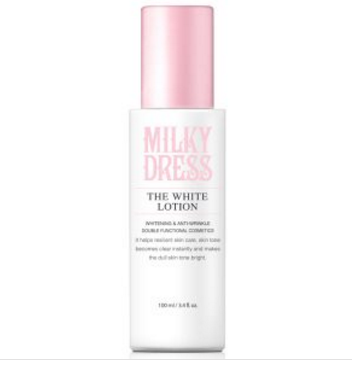 MILKY
DRESS
THE WHITE
LOTION
WHITENING & ANTI-WRINKLE
DOUBLE FUNCTIONAL COSMETICS
It helps resilient skin care, skin tone
becomes clear instantly and makes
the dull skin tone bright.
100 ml / 3.4 fl. oz.